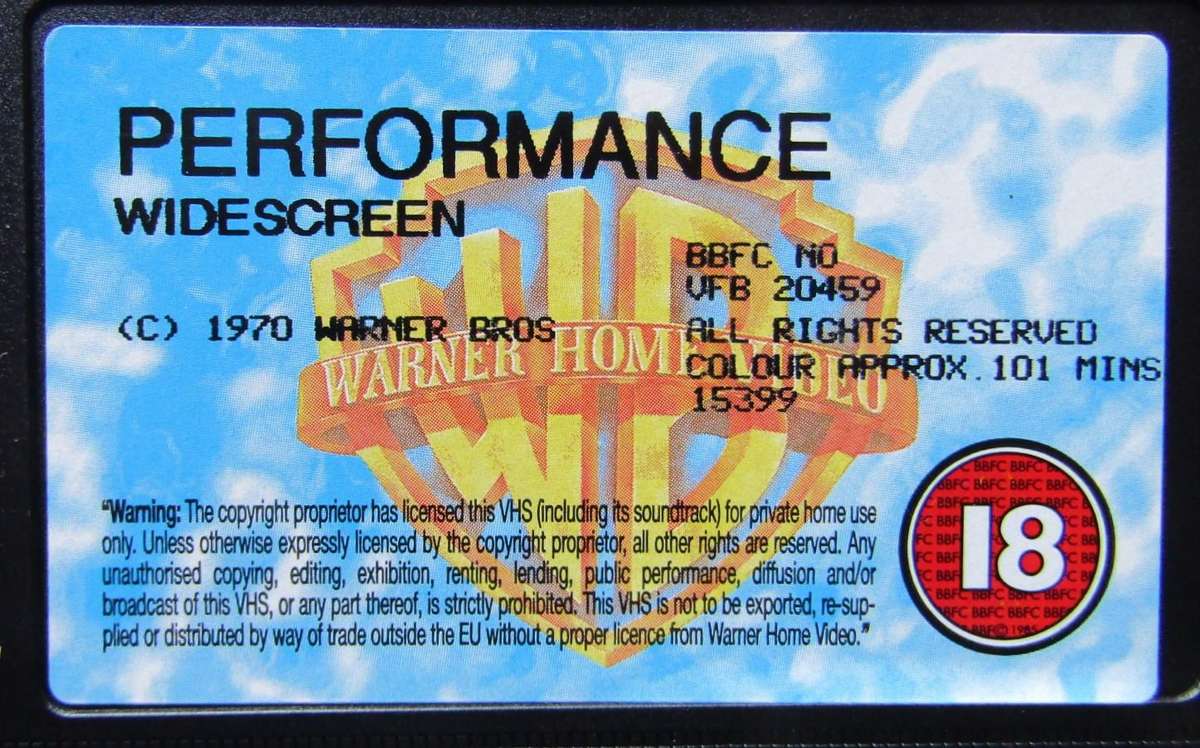 PERFORMANCE
WIDESCREEN
BBFC NO
VFB 20459
(C) 1970 WARNER BROS
ALL RIGHTS RESERVED
COLOUR APPROX.101 MINS
15399
WARNER HOME VIDEO
"Warning: The copyright proprietor has licensed this VHS (including its soundtrack) for private home use
only. Unless otherwise expressly licensed by the copyright proprietor, all other rights are reserved. Any
unauthorised copying, editing, exhibition, renting, lending, public performance, diffusion and/or
broadcast of this VHS, or any part thereof, is strictly prohibited. This VHS is not to be exported, re-sup-
plied or distributed by way of trade outside the EU without a proper licence from Warner Home Video."
18
BBFC © 1985